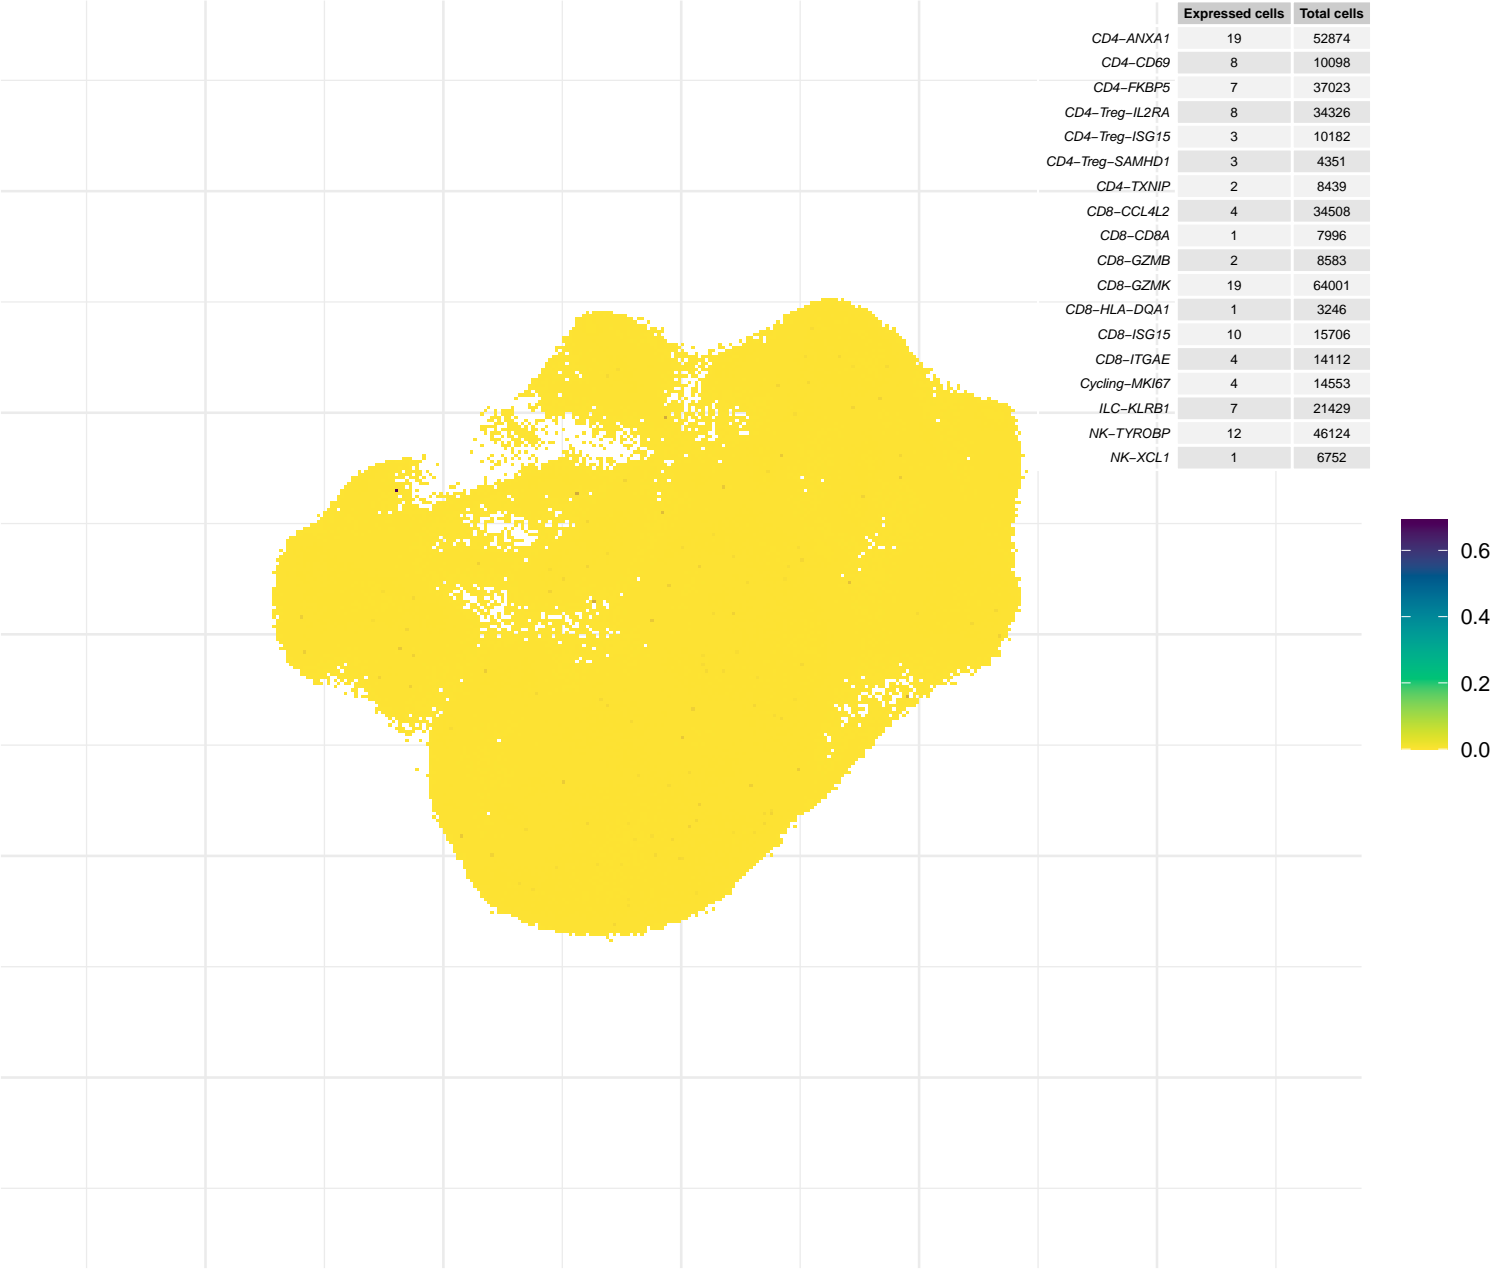 Expressed cells Total cells
CD4−ANXA1 19 52874
CD4−CD69 8 10098
CD4−FKBP5 7 37023
CD4−Treg−IL2RA 8 34326
CD4−Treg−ISG15 3 10182
CD4−Treg−SAMHD1 3 4351
CD4−TXNIP 2 8439
CD8−CCL4L2 4 34508
CD8−CD8A 1 7996
CD8−GZMB 2 8583
CD8−GZMK 19 64001
CD8−HLA−DQA1 1 3246
CD8−ISG15 10 15706
CD8−ITGAE 4 14112
Cycling−MKI67 4 14553
ILC−KLRB1 7 21429
NK−TYROBP 12 46124
NK−XCL1 1 6752
0.6
0.4
0.2
0.0